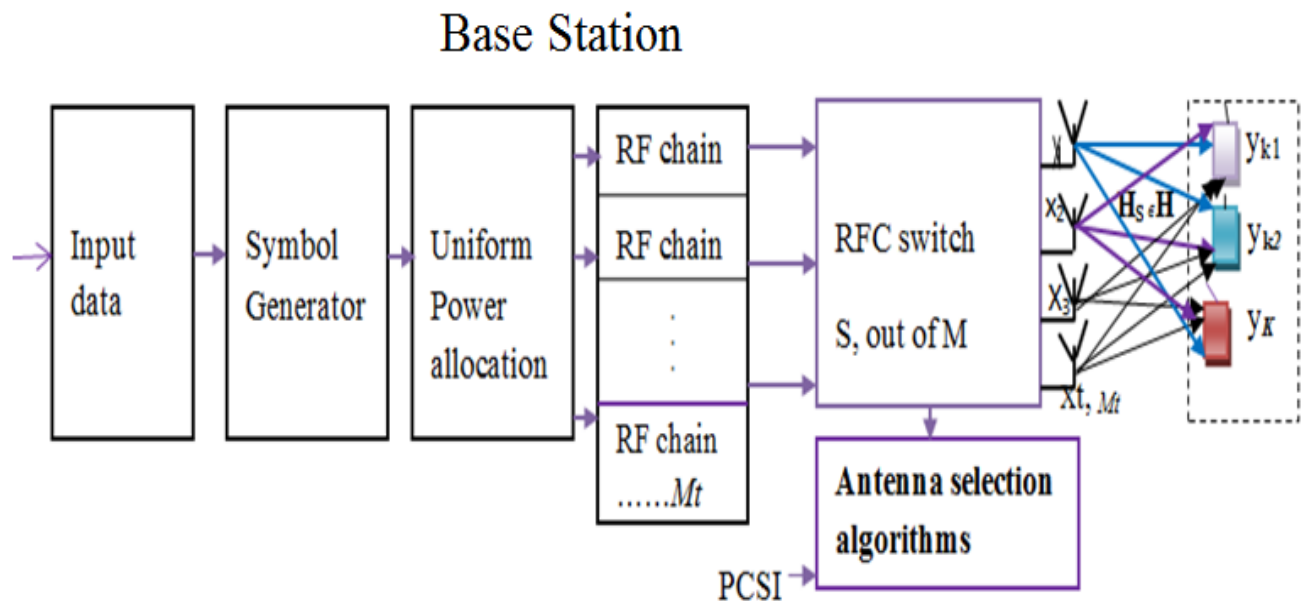 Base Station
Input
data
Symbol
Generator
Uniform
Power
allocation
RF chain
RF chain
:
:
RF chain
......Mt
RFC switch
S, out of M
x2
X3
Xt, Mt
HS ϵ H
yk1
yk2
yK
Antenna selection
algorithms
PCSI